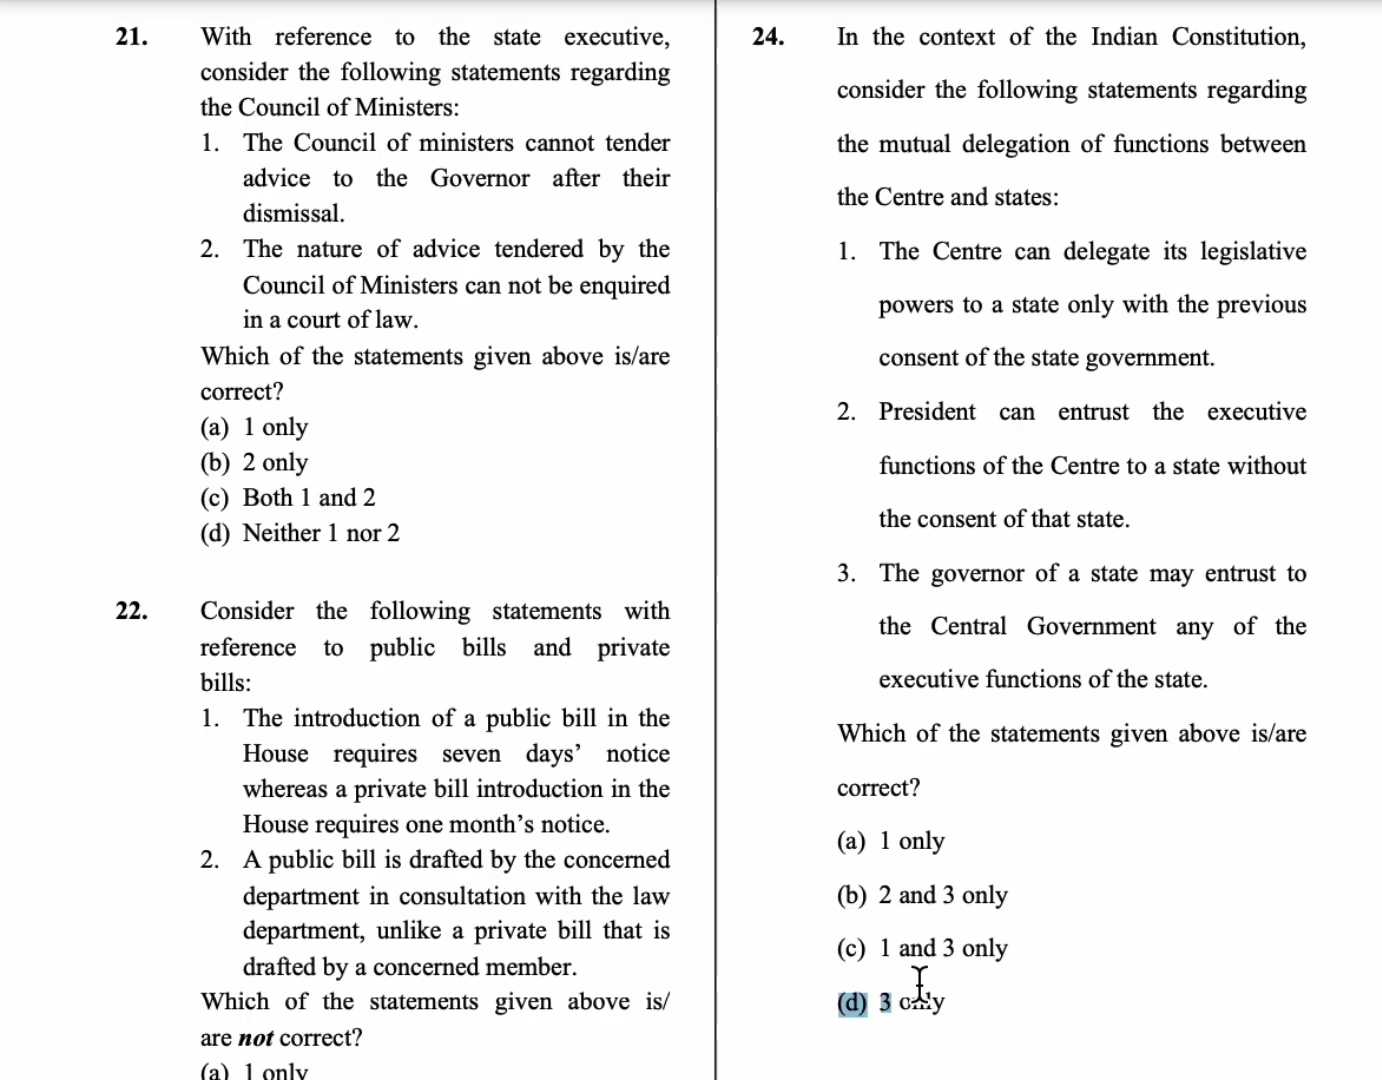 21. With reference to the state executive,
consider the following statements regarding
the Council of Ministers:
1. The Council of ministers cannot tender
advice to the Governor after their
dismissal.
2. The nature of advice tendered by the
Council of Ministers can not be enquired
in a court of law.
Which of the statements given above is/are
correct?
(a) 1 only
(b) 2 only
(c) Both 1 and 2
(d) Neither 1 nor 2
22. Consider the following statements with
reference to public bills and private
bills:
1. The introduction of a public bill in the
House requires seven days’ notice
whereas a private bill introduction in the
House requires one month’s notice.
2. A public bill is drafted by the concerned
department in consultation with the law
department, unlike a private bill that is
drafted by a concerned member.
Which of the statements given above is/
are not correct?
(a) 1 only
24. In the context of the Indian Constitution,
consider the following statements regarding
the mutual delegation of functions between
the Centre and states:
1. The Centre can delegate its legislative
powers to a state only with the previous
consent of the state government.
2. President can entrust the executive
functions of the Centre to a state without
the consent of that state.
3. The governor of a state may entrust to
the Central Government any of the
executive functions of the state.
Which of the statements given above is/are
correct?
(a) 1 only
(b) 2 and 3 only
(c) 1 and 3 only
(d) 3 only